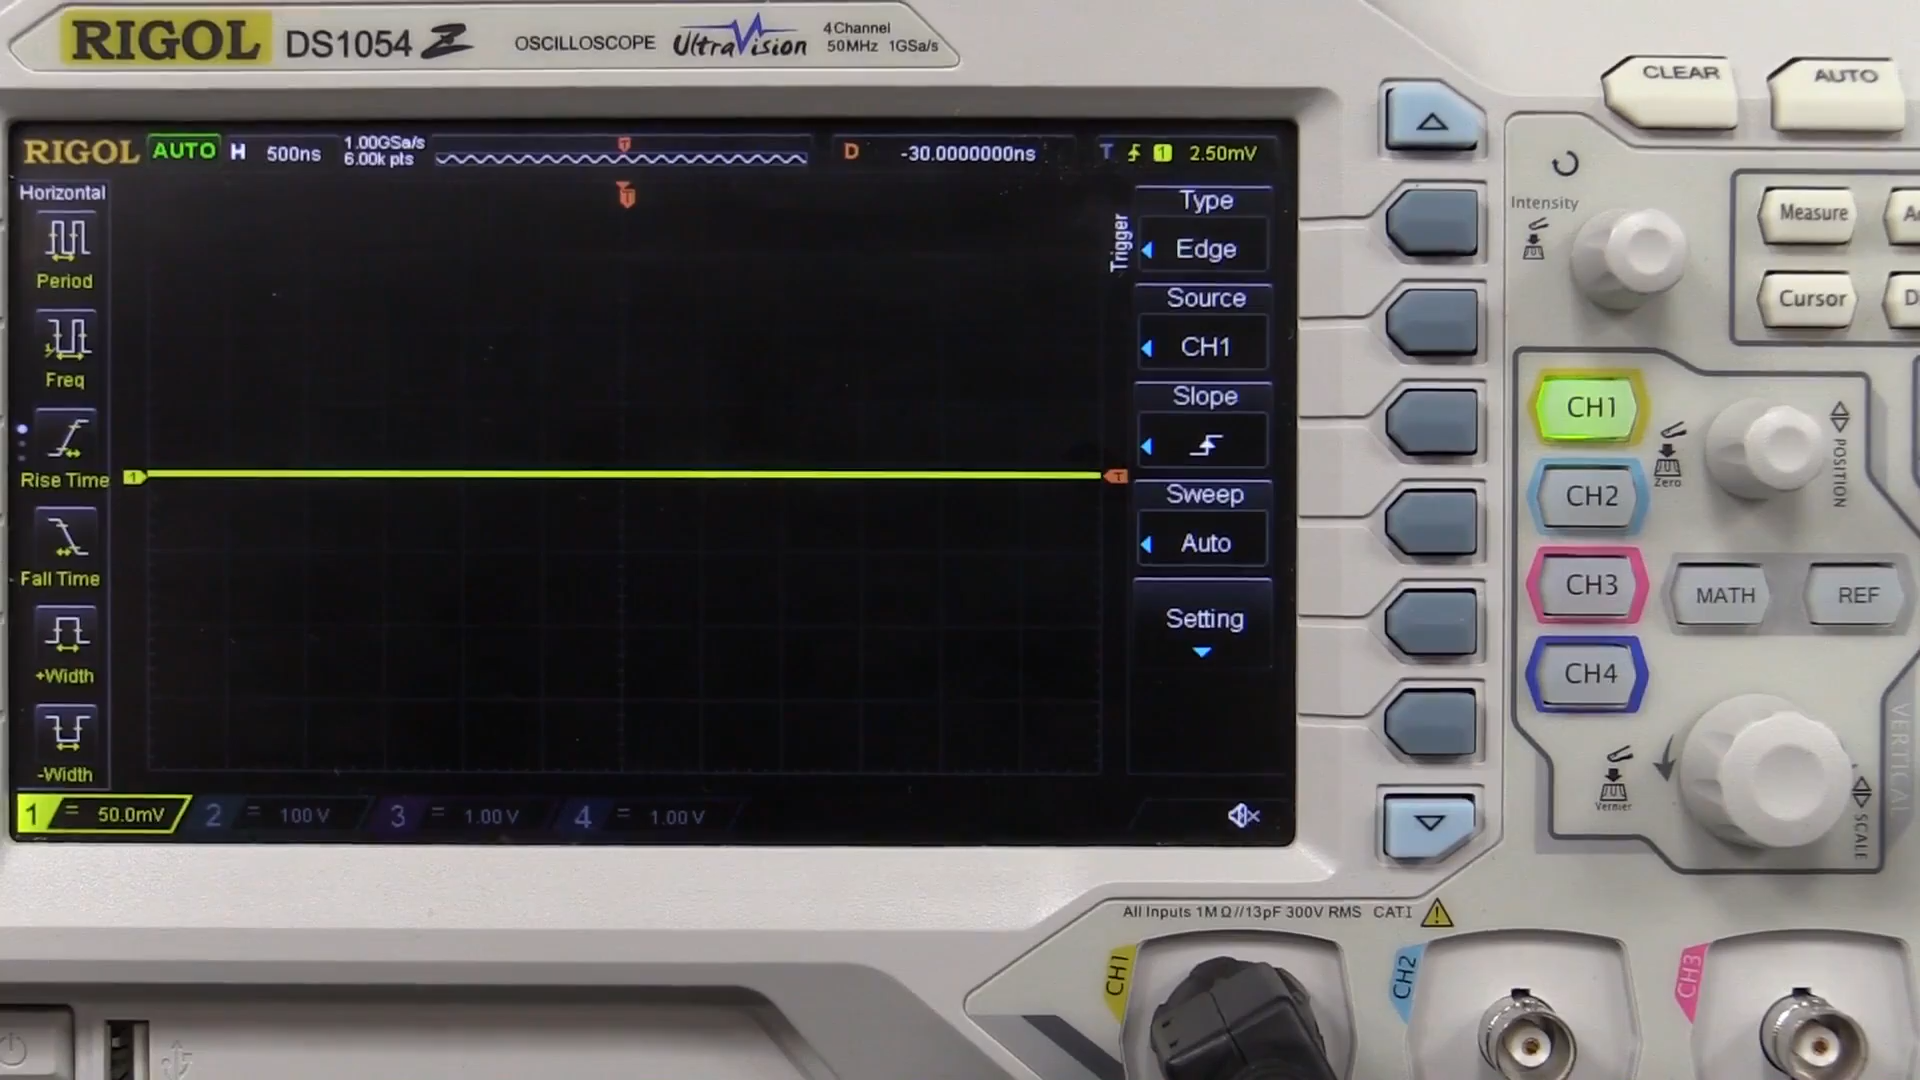 RIGOL DS1054 Z OSCILLOSCOPE UltraVision 4 Channel 50MHz 1GSa/s
CLEAR
AUTO
RIGOL AUTO H 500ns 1.00GSa/s 6.00k pts T D -30.0000000ns T 1 2.50mV
T
Horizontal
Period
Freq
Rise Time
Fall Time
+Width
-Width
1
T
Trigger
Type
Edge
Source
CH1
Slope
Sweep
Auto
Setting
1 = 50.0mV 2 = 100 V 3 = 1.00 V 4 = 1.00 V
Intensity
Measure
Cursor
CH1
CH2
CH3
CH4
Zero
POSITION
MATH
REF
Vernier
SCALE
VERTICAL
All Inputs 1MΩ//13pF 300V RMS CAT I
CH1
CH2
CH3